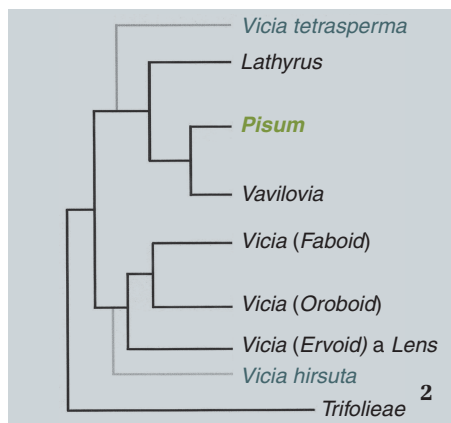 Vicia tetrasperma
Lathyrus
Pisum
Vavilovia
Vicia (Faboid)
Vicia (Oroboid)
Vicia (Ervoid) a Lens
Vicia hirsuta
2
Trifolieae